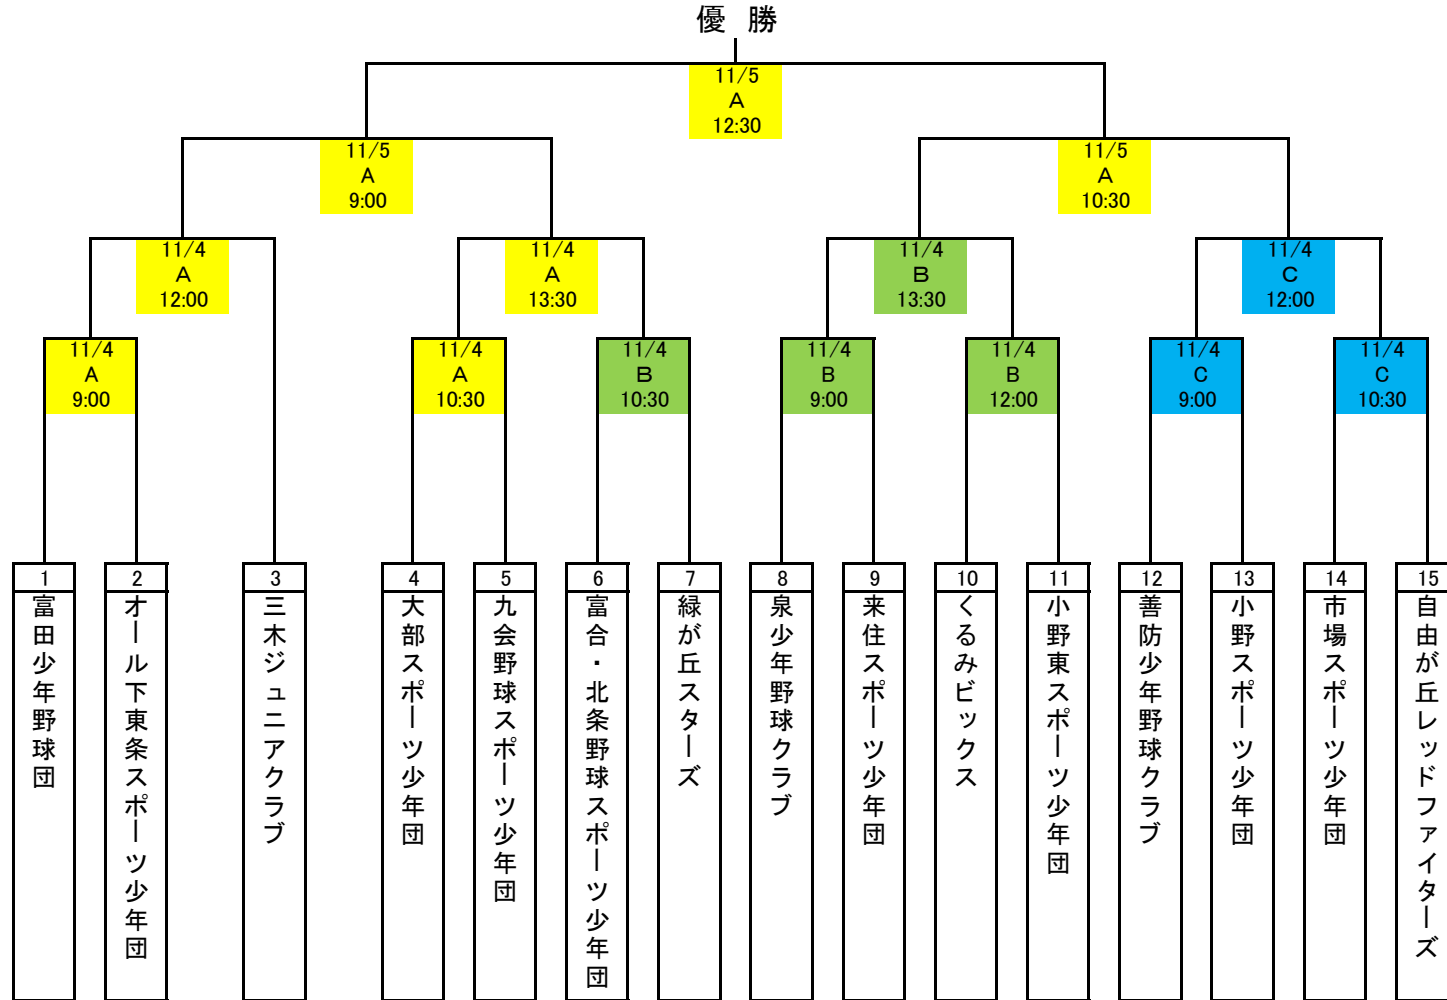 優 勝
11/5
A
12:30
11/5
A
9:00
11/5
A
10:30
11/4
A
12:00
11/4
A
13:30
11/4
B
13:30
11/4
C
12:00
11/4
A
9:00
11/4
A
10:30
11/4
B
10:30
11/4
B
9:00
11/4
B
12:00
11/4
C
9:00
11/4
C
10:30
1
富田少年野球団
2
オール下東条スポーツ少年団
3
三木ジュニアクラブ
4
大部スポーツ少年団
5
九会野球スポーツ少年団
6
富合・北条野球スポーツ少年団
7
緑が丘スターズ
8
泉少年野球クラブ
9
来住スポーツ少年団
10
くるみビックス
11
小野東スポーツ少年団
12
善防少年野球クラブ
13
小野スポーツ少年団
14
市場スポーツ少年団
15
自由が丘レッドファイターズ